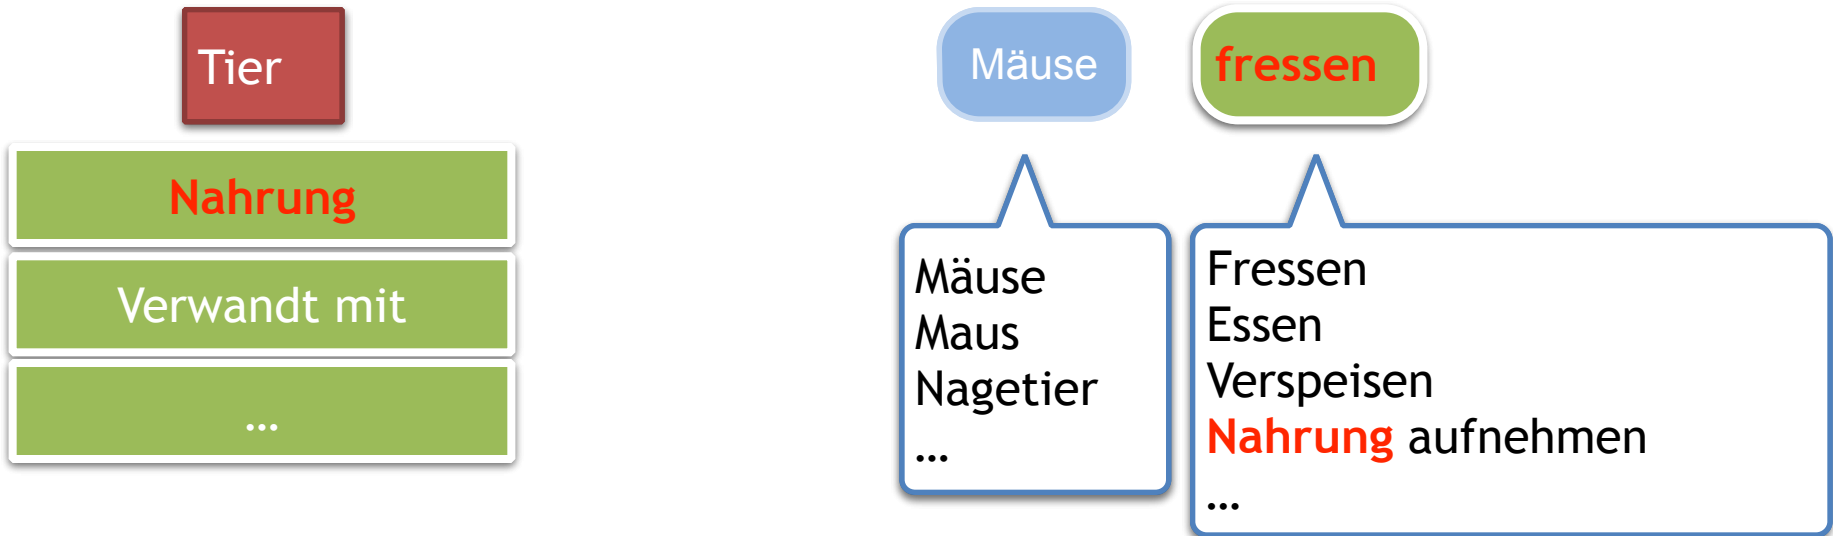 Tier
Nahrung
Verwandt mit
...
Mäuse
fressen
Mäuse
Maus
Nagetier
...
Fressen
Essen
Verspeisen
Nahrung aufnehmen
...